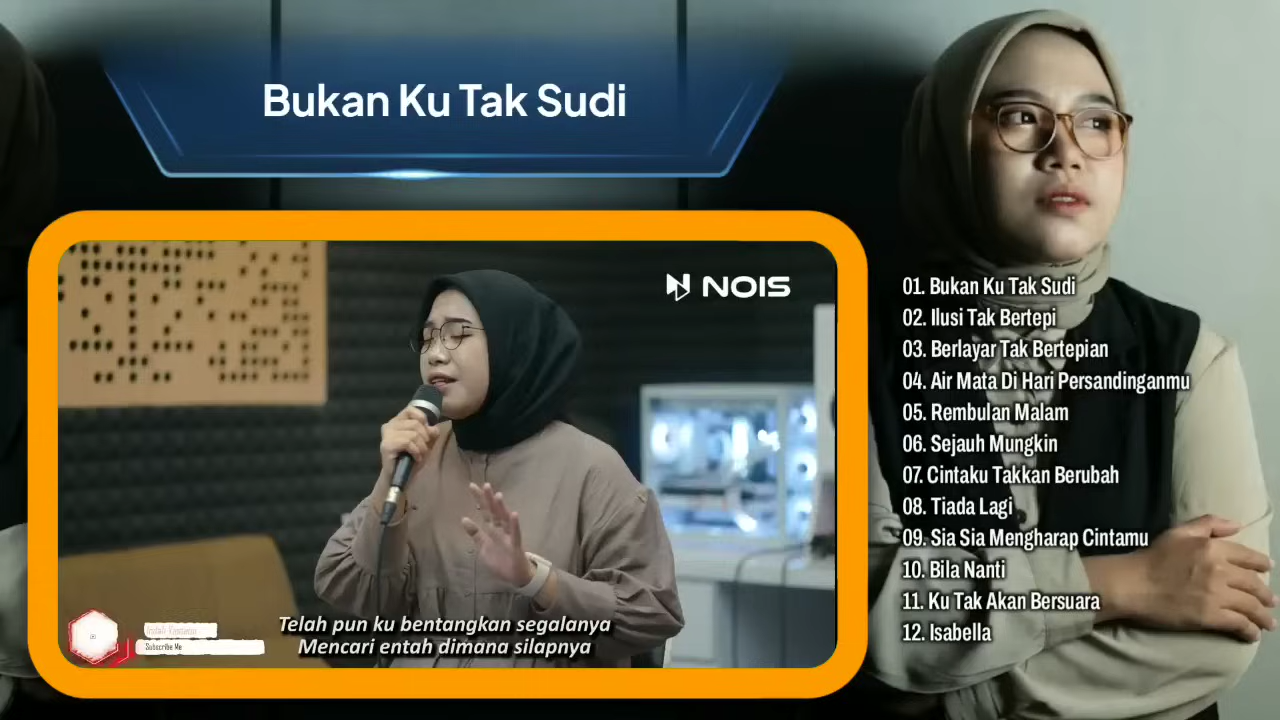 Bukan Ku Tak Sudi
NOIS
01. Bukan Ku Tak Sudi
02. Ilusi Tak Bertepi
03. Berlayar Tak Bertepian
04. Air Mata Di Hari Persandinganmu
05. Rembulan Malam
06. Sejauh Mungkin
07. Cintaku Takkan Berubah
08. Tiada Lagi
09. Sia Sia Mengharap Cintamu
10. Bila Nanti
11. Ku Tak Akan Bersuara
12. Isabella
Telah pun ku bentangkan segalanya
Mencari entah dimana silapnya
Subscribe Me